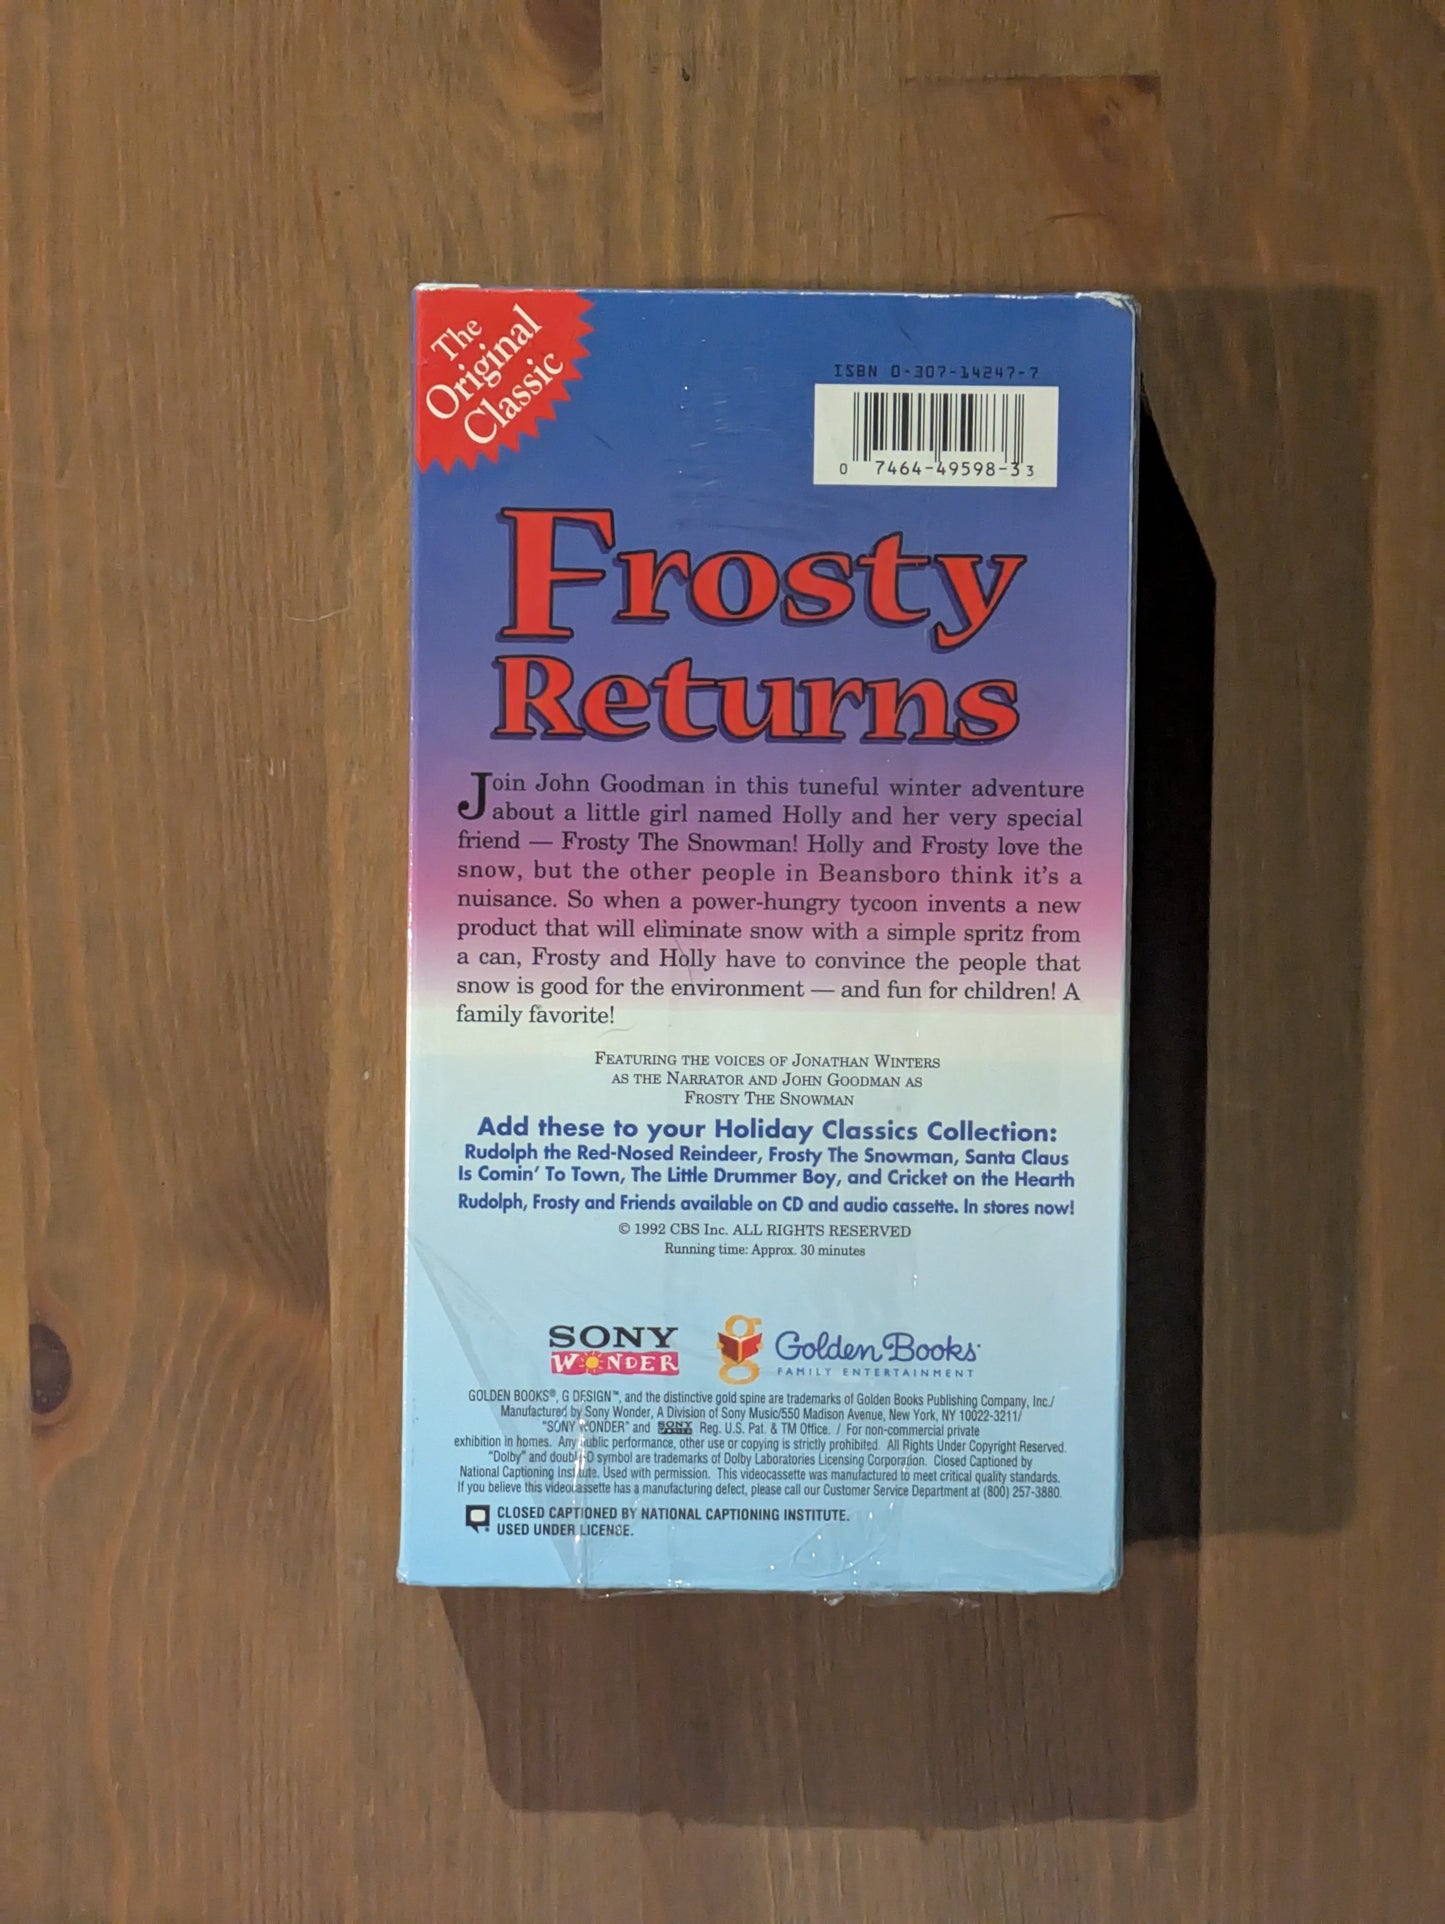 The
Original
Classic
ISBN 0-307-14247-7
0 7464-49598-3 3
Frosty
Returns
Join John Goodman in this tuneful winter adventure
about a little girl named Holly and her very special
friend — Frosty The Snowman! Holly and Frosty love the
snow, but the other people in Beansboro think it's a
nuisance. So when a power-hungry tycoon invents a new
product that will eliminate snow with a simple spritz from
a can, Frosty and Holly have to convince the people that
snow is good for the environment — and fun for children! A
family favorite!
FEATURING THE VOICES OF JONATHAN WINTERS
AS THE NARRATOR AND JOHN GOODMAN AS
FROSTY THE SNOWMAN
Add these to your Holiday Classics Collection:
Rudolph the Red-Nosed Reindeer, Frosty The Snowman, Santa Claus
Is Comin' To Town, The Little Drummer Boy, and Cricket on the Hearth
Rudolph, Frosty and Friends available on CD and audio cassette. In stores now!
© 1992 CBS Inc. ALL RIGHTS RESERVED
Running time: Approx. 30 minutes
SONY
WONDER
g
Golden Books
FAMILY ENTERTAINMENT
GOLDEN BOOKS®, G DESIGN™, and the distinctive gold spine are trademarks of Golden Books Publishing Company, Inc./
Manufactured by Sony Wonder, A Division of Sony Music/550 Madison Avenue, New York, NY 10022-3211/
"SONY WONDER" and SONY WONDER Reg. U.S. Pat. & TM Office. / For non-commercial private
exhibition in homes. Any public performance, other use or copying is strictly prohibited. All Rights Under Copyright Reserved.
"Dolby" and double-D symbol are trademarks of Dolby Laboratories Licensing Corporation. Closed Captioned by
National Captioning Institute. Used with permission. This videocassette was manufactured to meet critical quality standards.
If you believe this videocassette has a manufacturing defect, please call our Customer Service Department at (800) 257-3880.
CLOSED CAPTIONED BY NATIONAL CAPTIONING INSTITUTE.
USED UNDER LICENSE.